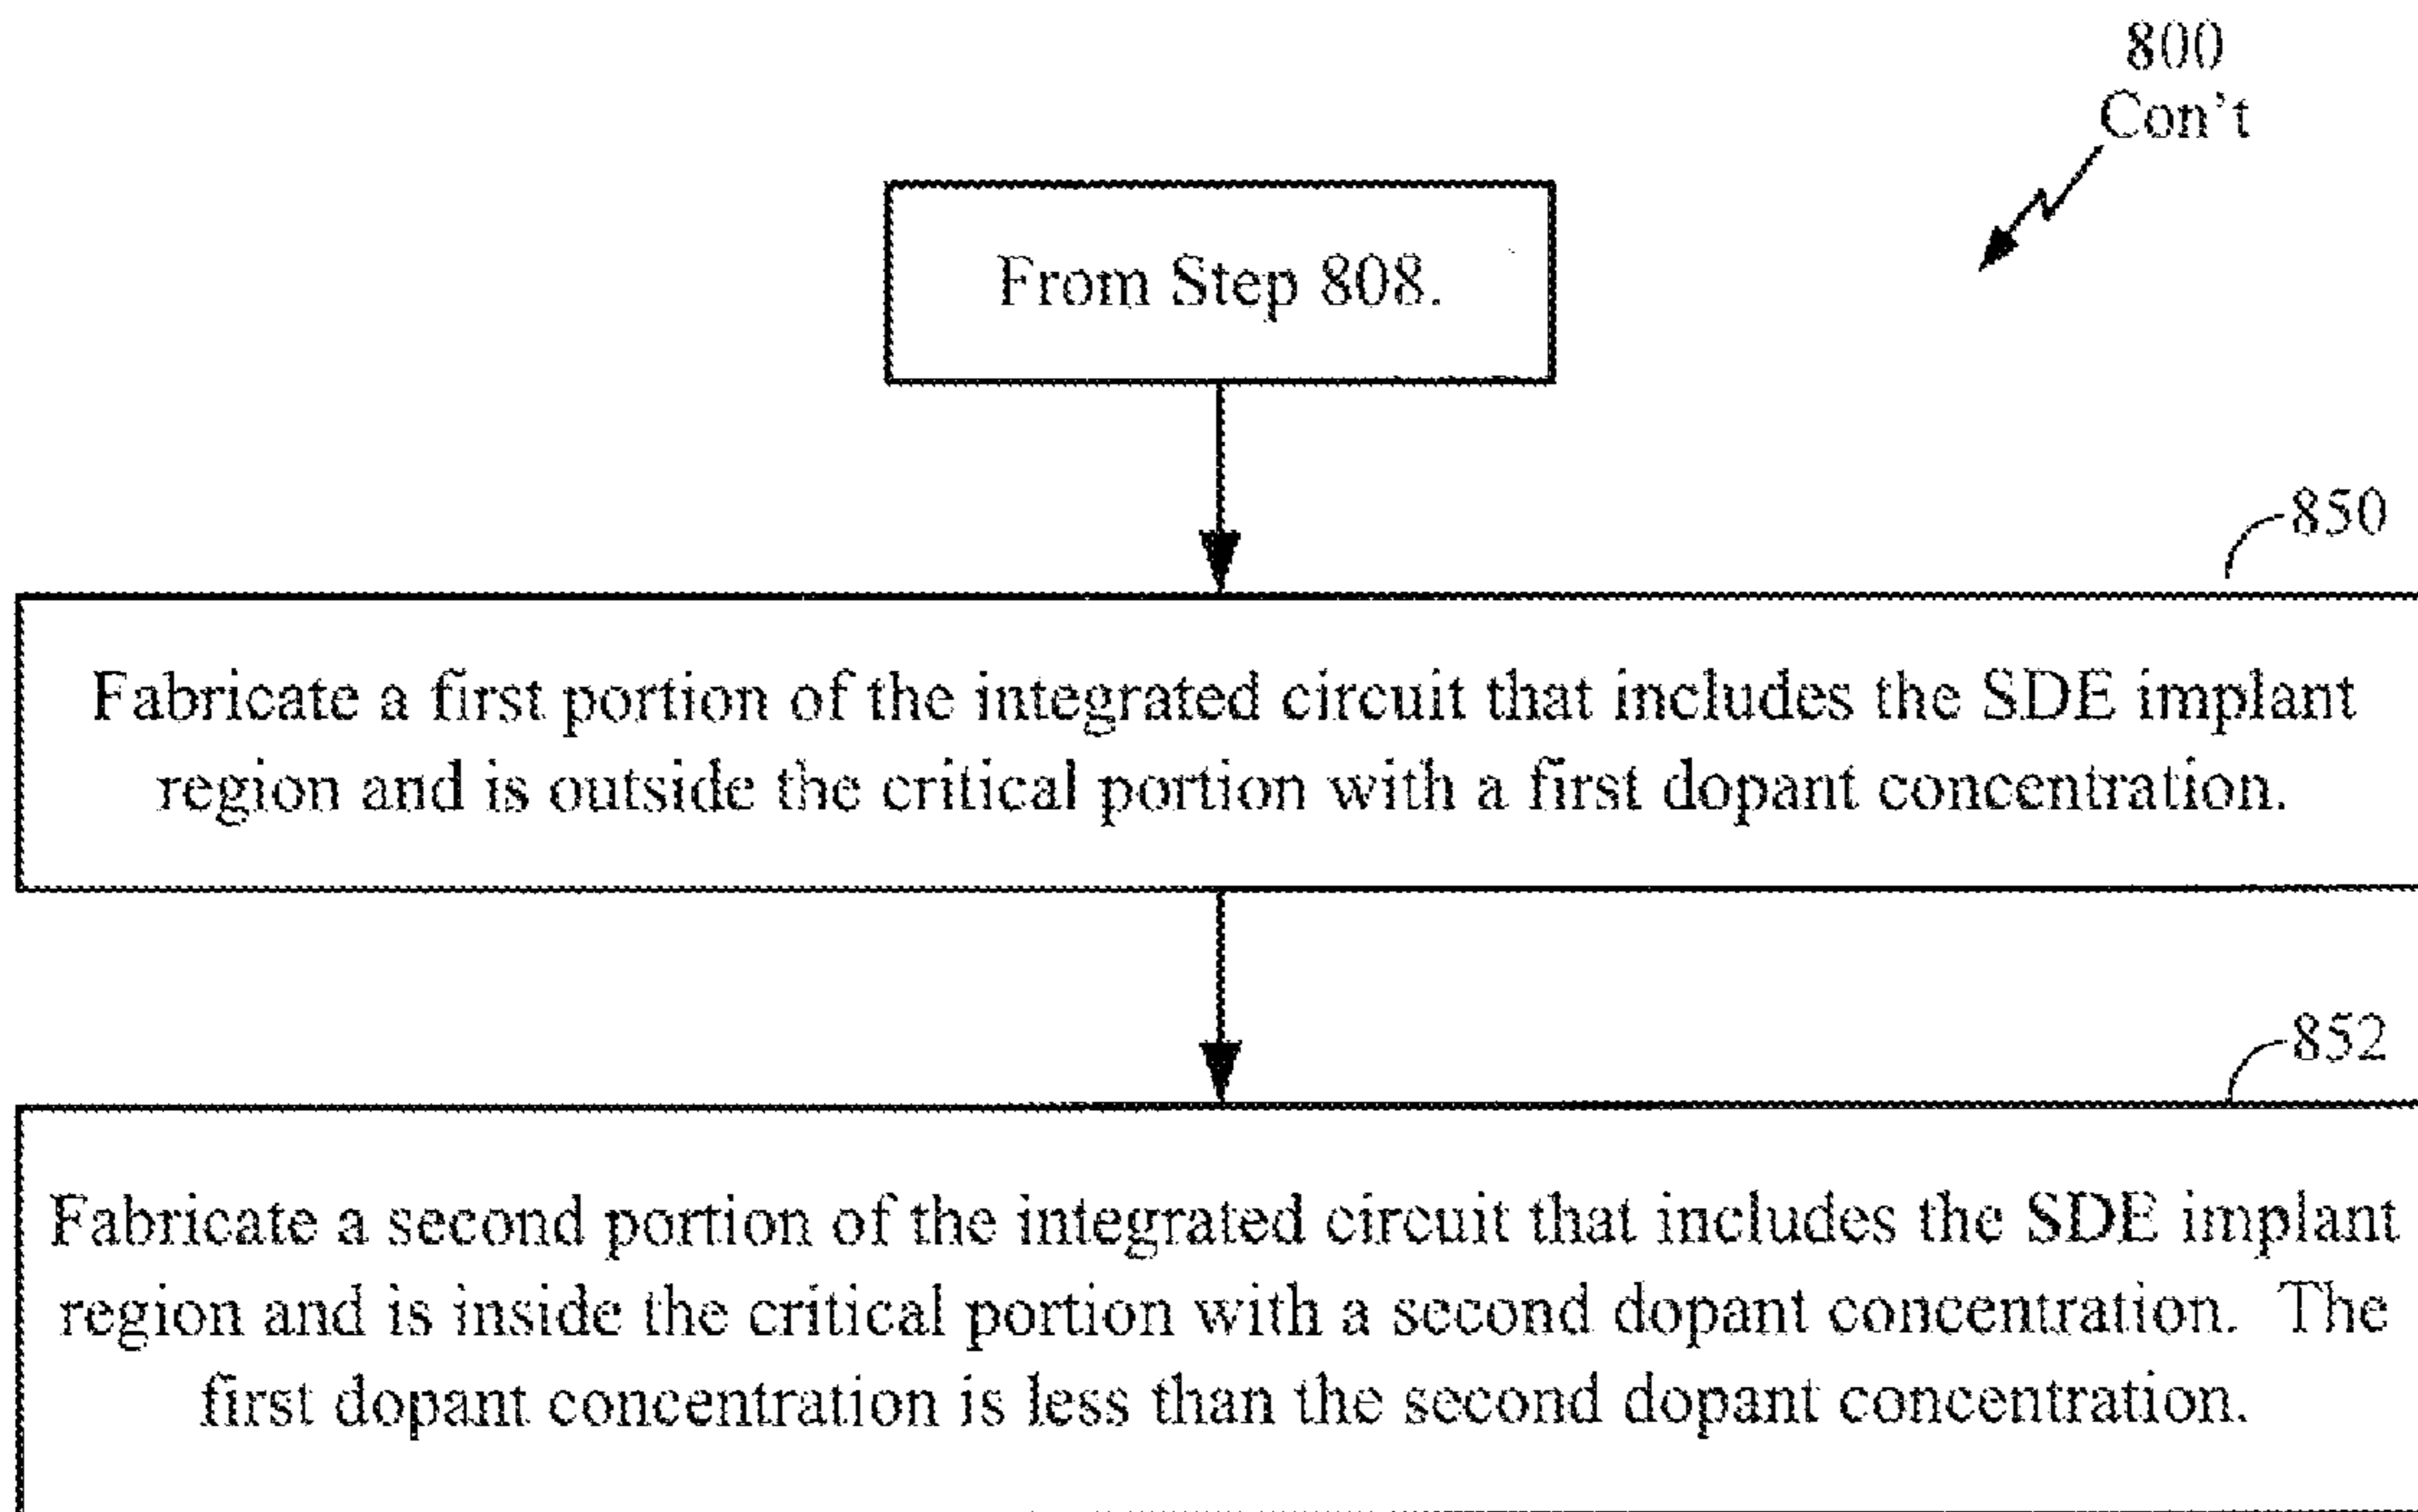 800
Con't
From Step 808.
850
Fabricate a first portion of the integrated circuit that includes the SDE implant
region and is outside the critical portion with a first dopant concentration.
852
Fabricate a second portion of the integrated circuit that includes the SDE implant
region and is inside the critical portion with a second dopant concentration. The
first dopant concentration is less than the second dopant concentration.